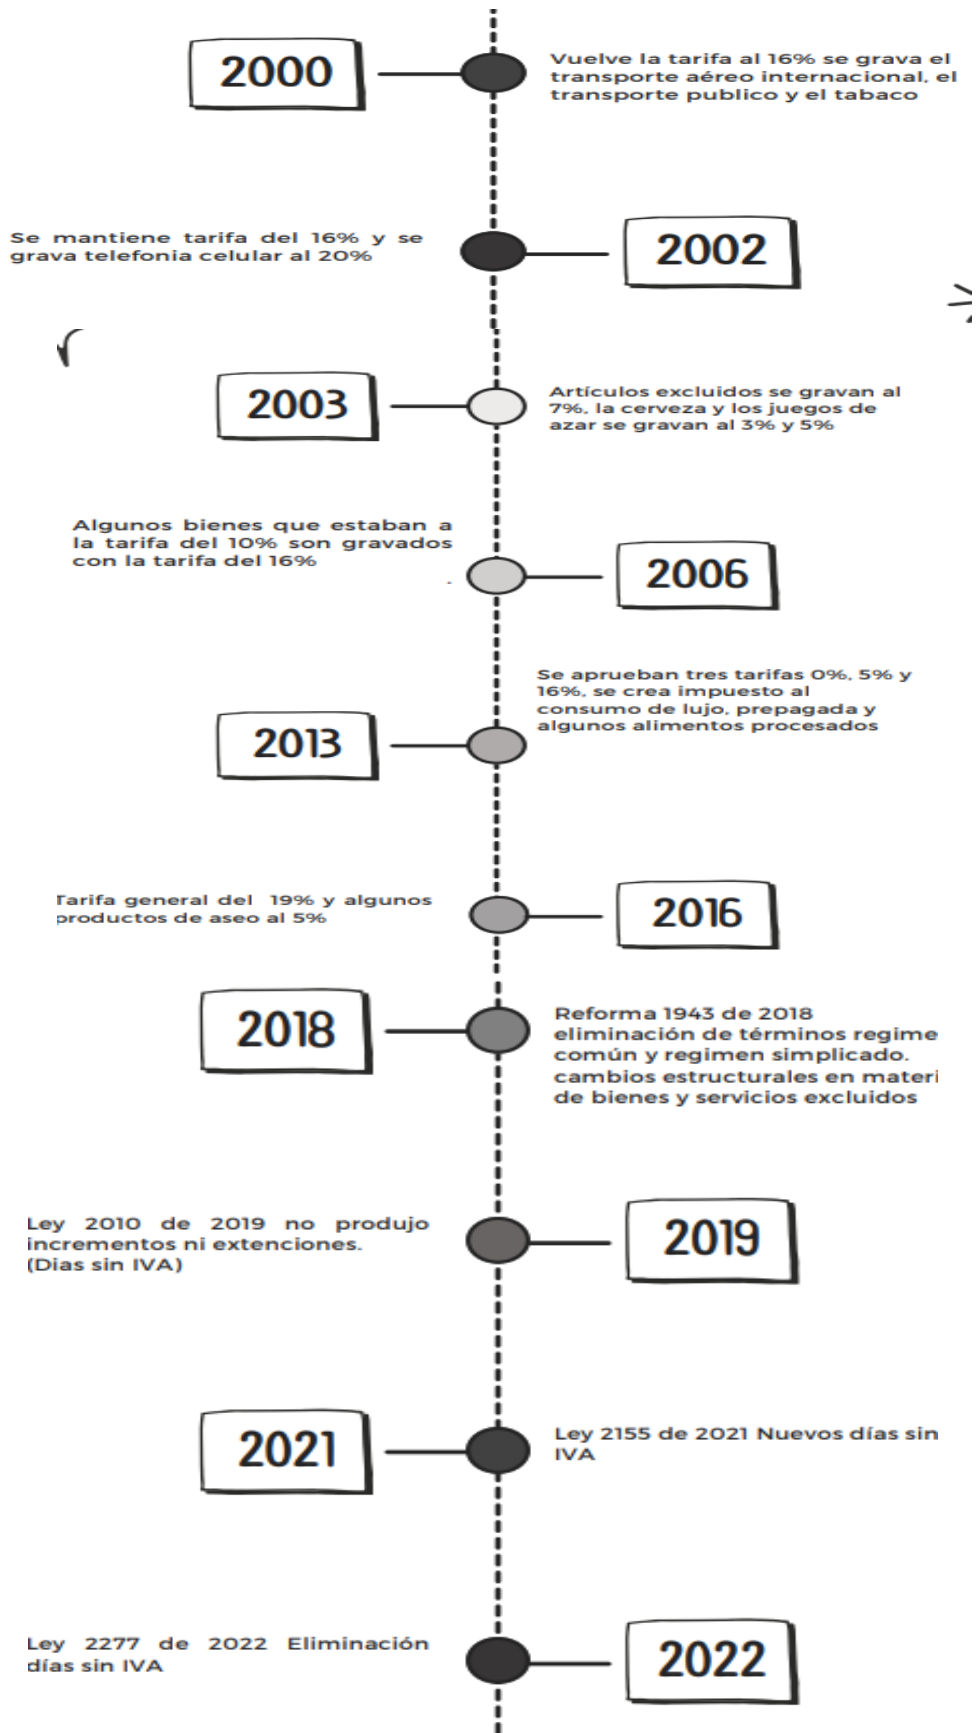 2000
Vuelve la tarifa al 16% se grava el
transporte aéreo internacional, el
transporte publico y el tabaco
Se mantiene tarifa del 16% y se
grava telefonia celular al 20%
2002
2003
Artículos excluidos se gravan al
7%, la cerveza y los juegos de
azar se gravan al 3% y 5%
Algunos bienes que estaban a
la tarifa del 10% son gravados
con la tarifa del 16%
.
2006
Se aprueban tres tarifas 0%, 5% y
16%, se crea impuesto al
consumo de lujo, prepagada y
algunos alimentos procesados
2013
Tarifa general del 19% y algunos
productos de aseo al 5%
2016
2018
Reforma 1943 de 2018
eliminación de términos regime
común y regimen simplicado.
cambios estructurales en materi
de bienes y servicios excluidos
Ley 2010 de 2019 no produjo
incrementos ni extenciones.
(Dias sin IVA)
2019
2021
Ley 2155 de 2021 Nuevos días sin
IVA
Ley 2277 de 2022 Eliminación
días sin IVA
2022